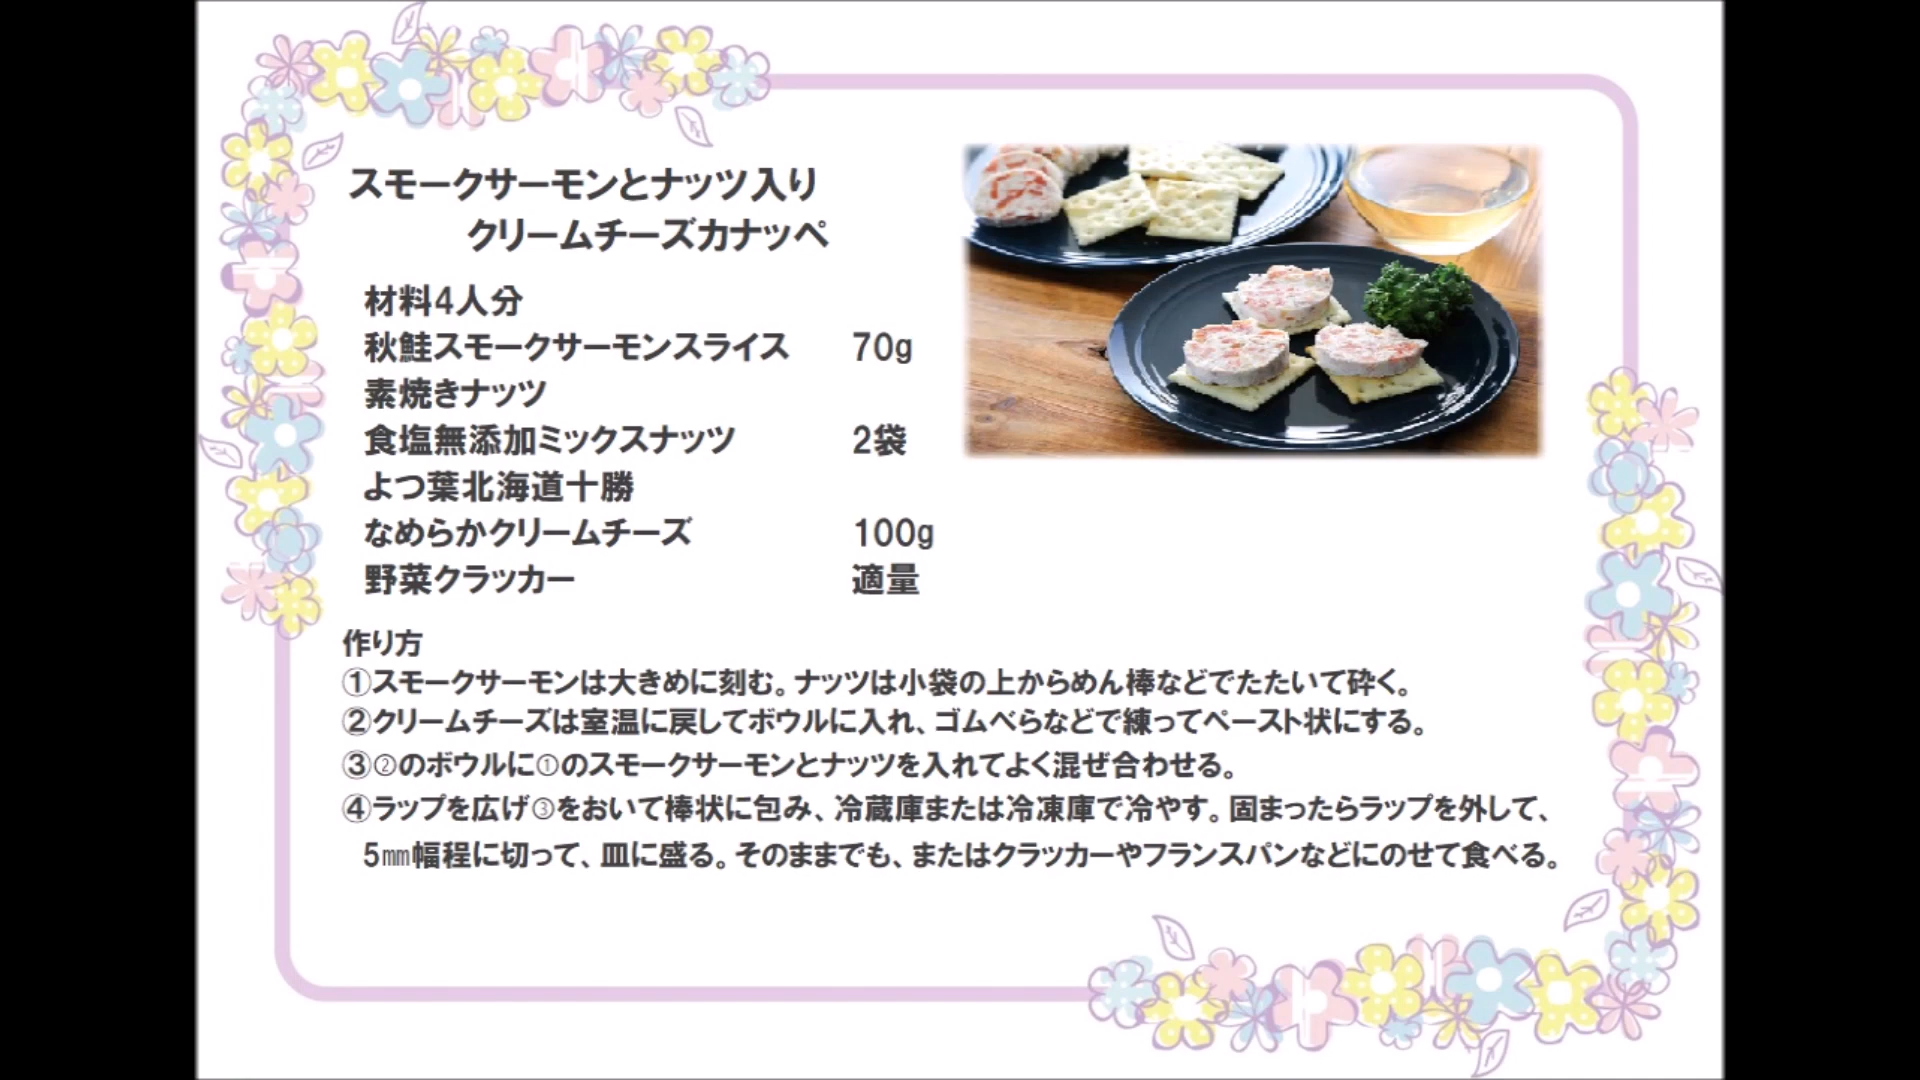 スモークサーモンとナッツ入り
クリームチーズカナッペ
材料4人分
秋鮭スモークサーモンスライス 70g
素焼きナッツ
食塩無添加ミックスナッツ 2袋
よつ葉北海道十勝
なめらかクリームチーズ 100g
野菜クラッカー 適量
作り方
①スモークサーモンは大きめに刻む。ナッツは小袋の上からめん棒などでたたいて砕く。
②クリームチーズは室温に戻してボウルに入れ、ゴムべらなどで練ってペースト状にする。
③②のボウルに①のスモークサーモンとナッツを入れてよく混ぜ合わせる。
④ラップを広げ③をおいて棒状に包み、冷蔵庫または冷凍庫で冷やす。固まったらラップを外して、
5㎜幅程に切って、皿に盛る。そのままでも、またはクラッカーやフランスパンなどにのせて食べる。